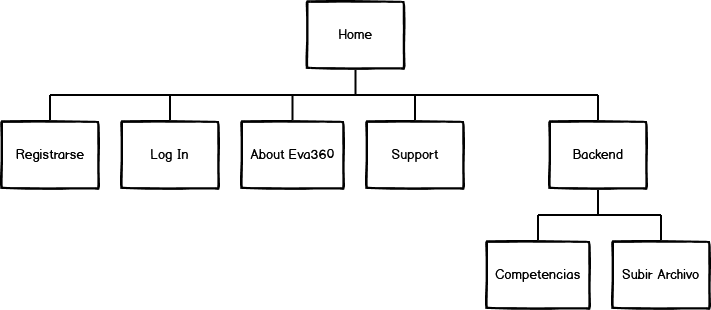 Home
Registrarse
Log In
About Eva360
Support
Backend
Competencias
Subir Archivo